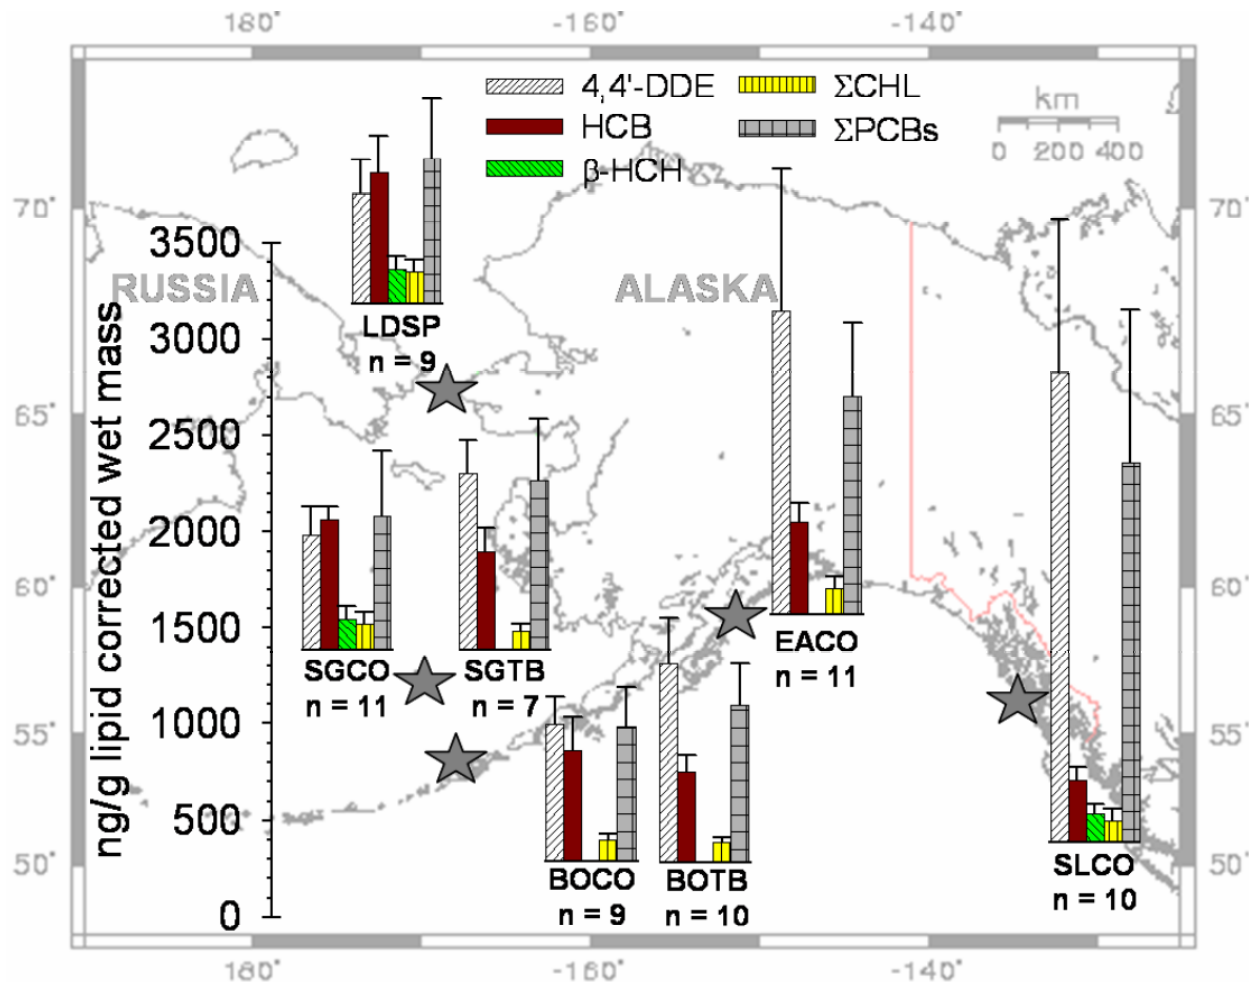 180˚ -160˚ -140˚
4,4'-DDE ΣCHL
HCB ΣPCBs
β-HCH
km
0 200 400
70˚ 70˚
65˚ 65˚
60˚ 60˚
55˚ 55˚
50˚ 50˚
RUSSIA
ALASKA
ng/g lipid corrected wet mass
3500
3000
2500
2000
1500
1000
500
0
LDSP
n = 9
SGCO
n = 11
SGTB
n = 7
EACO
n = 11
BOCO
n = 9
BOTB
n = 10
SLCO
n = 10
180˚ -160˚ -140˚